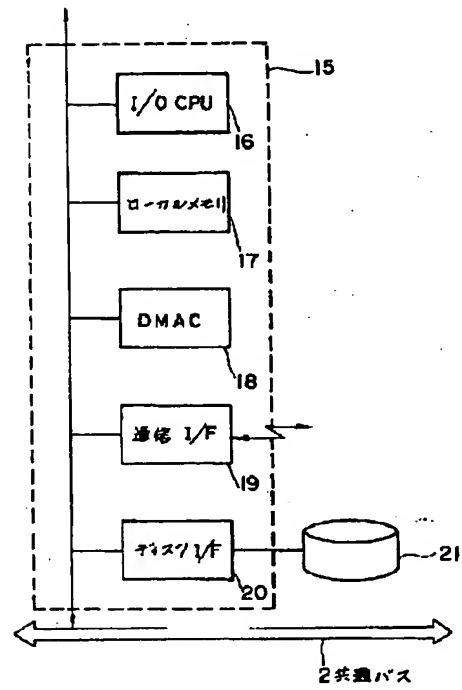 15
I/O CPU
16
ローカルメモリ
17
DMAC
18
通信 I/F
19
ディスク I/F
20
21
2共通バス